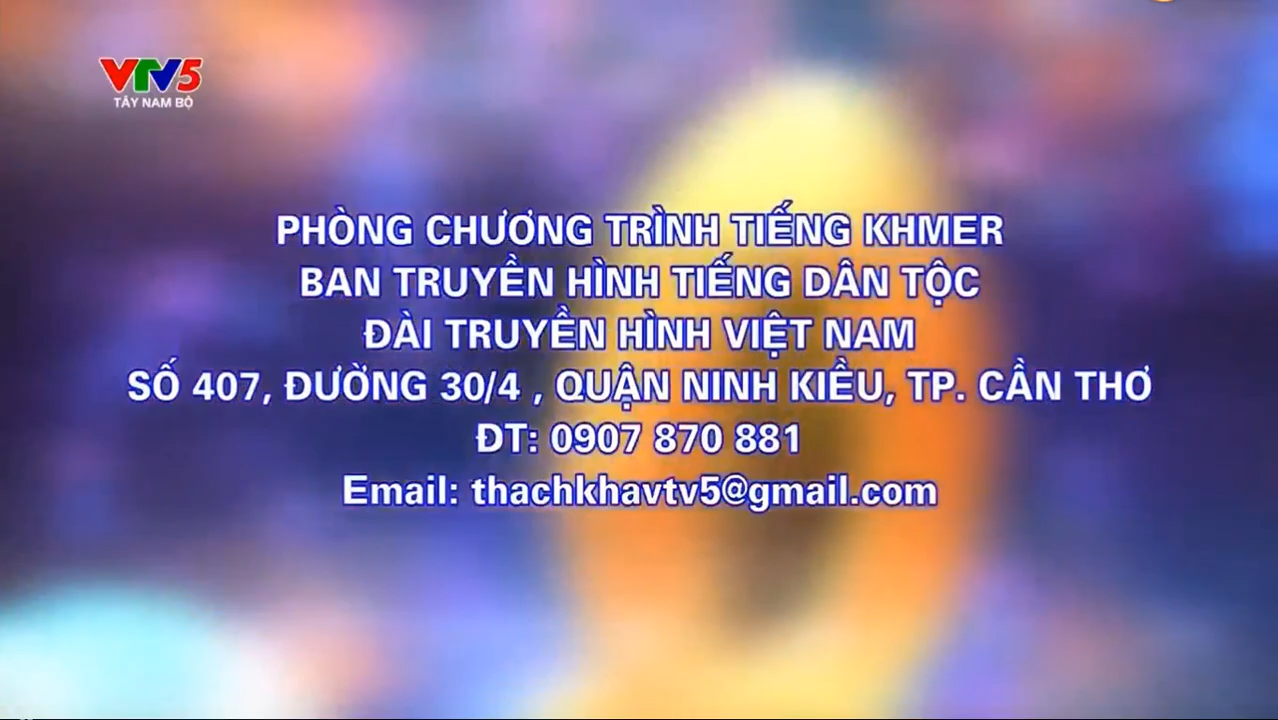 VTV5
TÂY NAM BỘ
PHÒNG CHƯƠNG TRÌNH TIẾNG KHMER
BAN TRUYỀN HÌNH TIẾNG DÂN TỘC
ĐÀI TRUYỀN HÌNH VIỆT NAM
SỐ 407, ĐƯỜNG 30/4 , QUẬN NINH KIỀU, TP. CẦN THƠ
ĐT: 0907 870 881
Email: thachkhavtv5@gmail.com